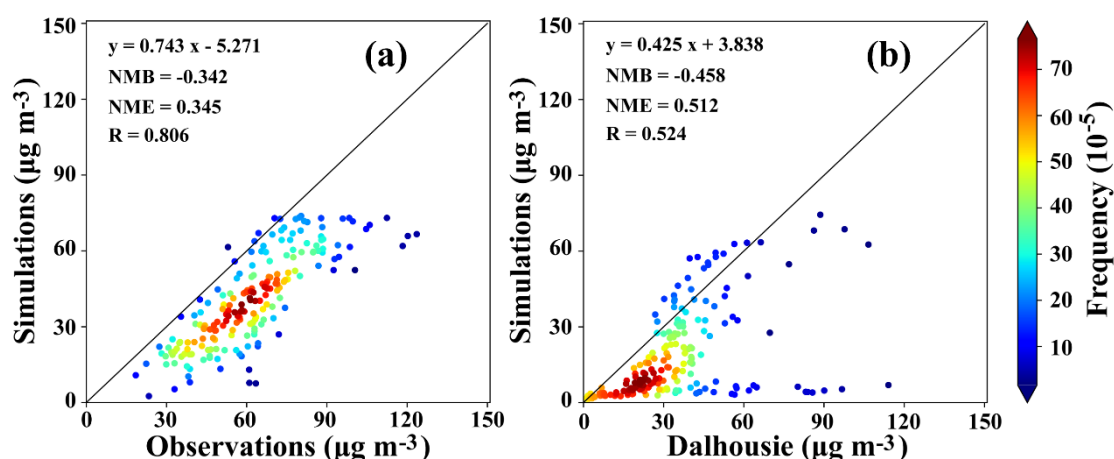 150
120
90
60
30
0
Simulations (μg m-3)
y = 0.743 x - 5.271
NMB = -0.342
NME = 0.345
R = 0.806
(a)
0 30 60 90 120 150
Observations (μg m-3)
150
120
90
60
30
0
Simulations (μg m-3)
y = 0.425 x + 3.838
NMB = -0.458
NME = 0.512
R = 0.524
(b)
0 30 60 90 120 150
Dalhousie (μg m-3)
70
60
50
40
30
20
10
Frequency (10-5)